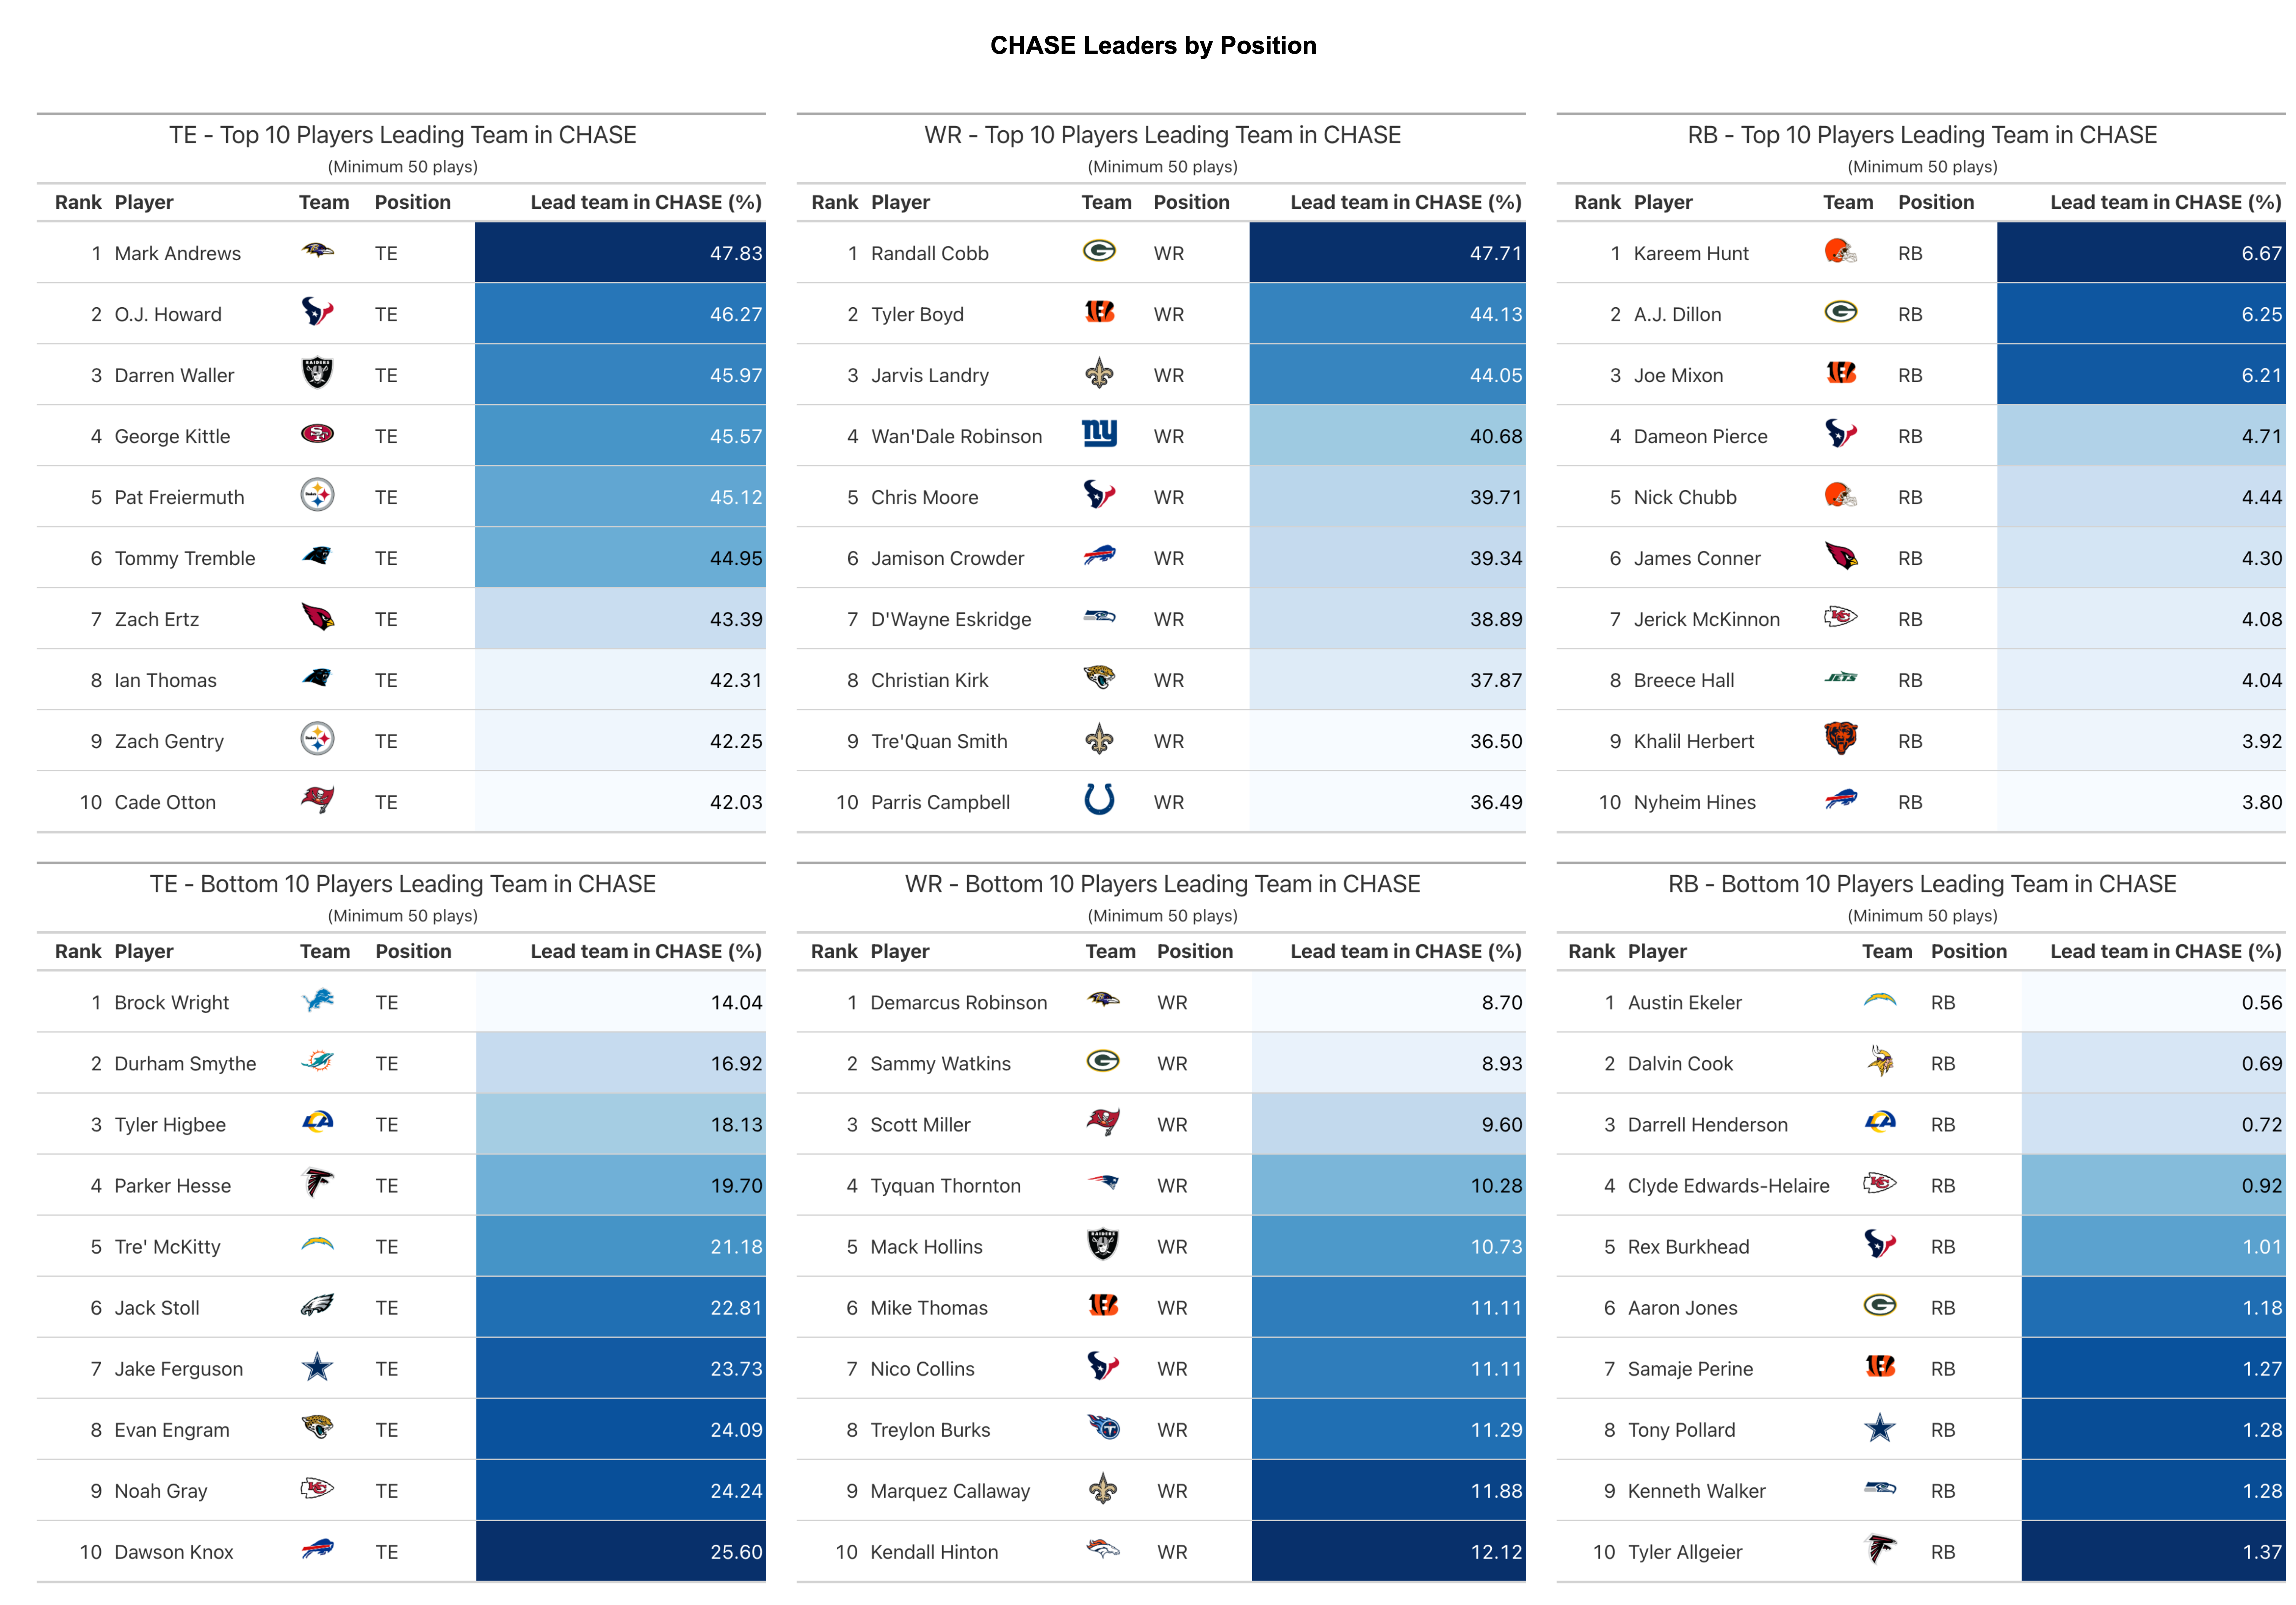 CHASE Leaders by Position
TE - Top 10 Players Leading Team in CHASE
(Minimum 50 plays)
Rank Player Team Position Lead team in CHASE (%)
1 Mark Andrews TE 47.83
2 O.J. Howard TE 46.27
3 Darren Waller TE 45.97
4 George Kittle TE 45.57
5 Pat Freiermuth TE 45.12
6 Tommy Tremble TE 44.95
7 Zach Ertz TE 43.39
8 Ian Thomas TE 42.31
9 Zach Gentry TE 42.25
10 Cade Otton TE 42.03
WR - Top 10 Players Leading Team in CHASE
(Minimum 50 plays)
Rank Player Team Position Lead team in CHASE (%)
1 Randall Cobb WR 47.71
2 Tyler Boyd WR 44.13
3 Jarvis Landry WR 44.05
4 Wan'Dale Robinson ny WR 40.68
5 Chris Moore WR 39.71
6 Jamison Crowder WR 39.34
7 D'Wayne Eskridge WR 38.89
8 Christian Kirk WR 37.87
9 Tre'Quan Smith WR 36.50
10 Parris Campbell WR 36.49
RB - Top 10 Players Leading Team in CHASE
(Minimum 50 plays)
Rank Player Team Position Lead team in CHASE (%)
1 Kareem Hunt RB 6.67
2 A.J. Dillon RB 6.25
3 Joe Mixon RB 6.21
4 Dameon Pierce RB 4.71
5 Nick Chubb RB 4.44
6 James Conner RB 4.30
7 Jerick McKinnon RB 4.08
8 Breece Hall JETS RB 4.04
9 Khalil Herbert RB 3.92
10 Nyheim Hines RB 3.80
TE - Bottom 10 Players Leading Team in CHASE
(Minimum 50 plays)
Rank Player Team Position Lead team in CHASE (%)
1 Brock Wright TE 14.04
2 Durham Smythe TE 16.92
3 Tyler Higbee TE 18.13
4 Parker Hesse TE 19.70
5 Tre' McKitty TE 21.18
6 Jack Stoll TE 22.81
7 Jake Ferguson TE 23.73
8 Evan Engram TE 24.09
9 Noah Gray TE 24.24
10 Dawson Knox TE 25.60
WR - Bottom 10 Players Leading Team in CHASE
(Minimum 50 plays)
Rank Player Team Position Lead team in CHASE (%)
1 Demarcus Robinson WR 8.70
2 Sammy Watkins WR 8.93
3 Scott Miller WR 9.60
4 Tyquan Thornton WR 10.28
5 Mack Hollins WR 10.73
6 Mike Thomas WR 11.11
7 Nico Collins WR 11.11
8 Treylon Burks WR 11.29
9 Marquez Callaway WR 11.88
10 Kendall Hinton WR 12.12
RB - Bottom 10 Players Leading Team in CHASE
(Minimum 50 plays)
Rank Player Team Position Lead team in CHASE (%)
1 Austin Ekeler RB 0.56
2 Dalvin Cook RB 0.69
3 Darrell Henderson RB 0.72
4 Clyde Edwards-Helaire RB 0.92
5 Rex Burkhead RB 1.01
6 Aaron Jones RB 1.18
7 Samaje Perine RB 1.27
8 Tony Pollard RB 1.28
9 Kenneth Walker RB 1.28
10 Tyler Allgeier RB 1.37